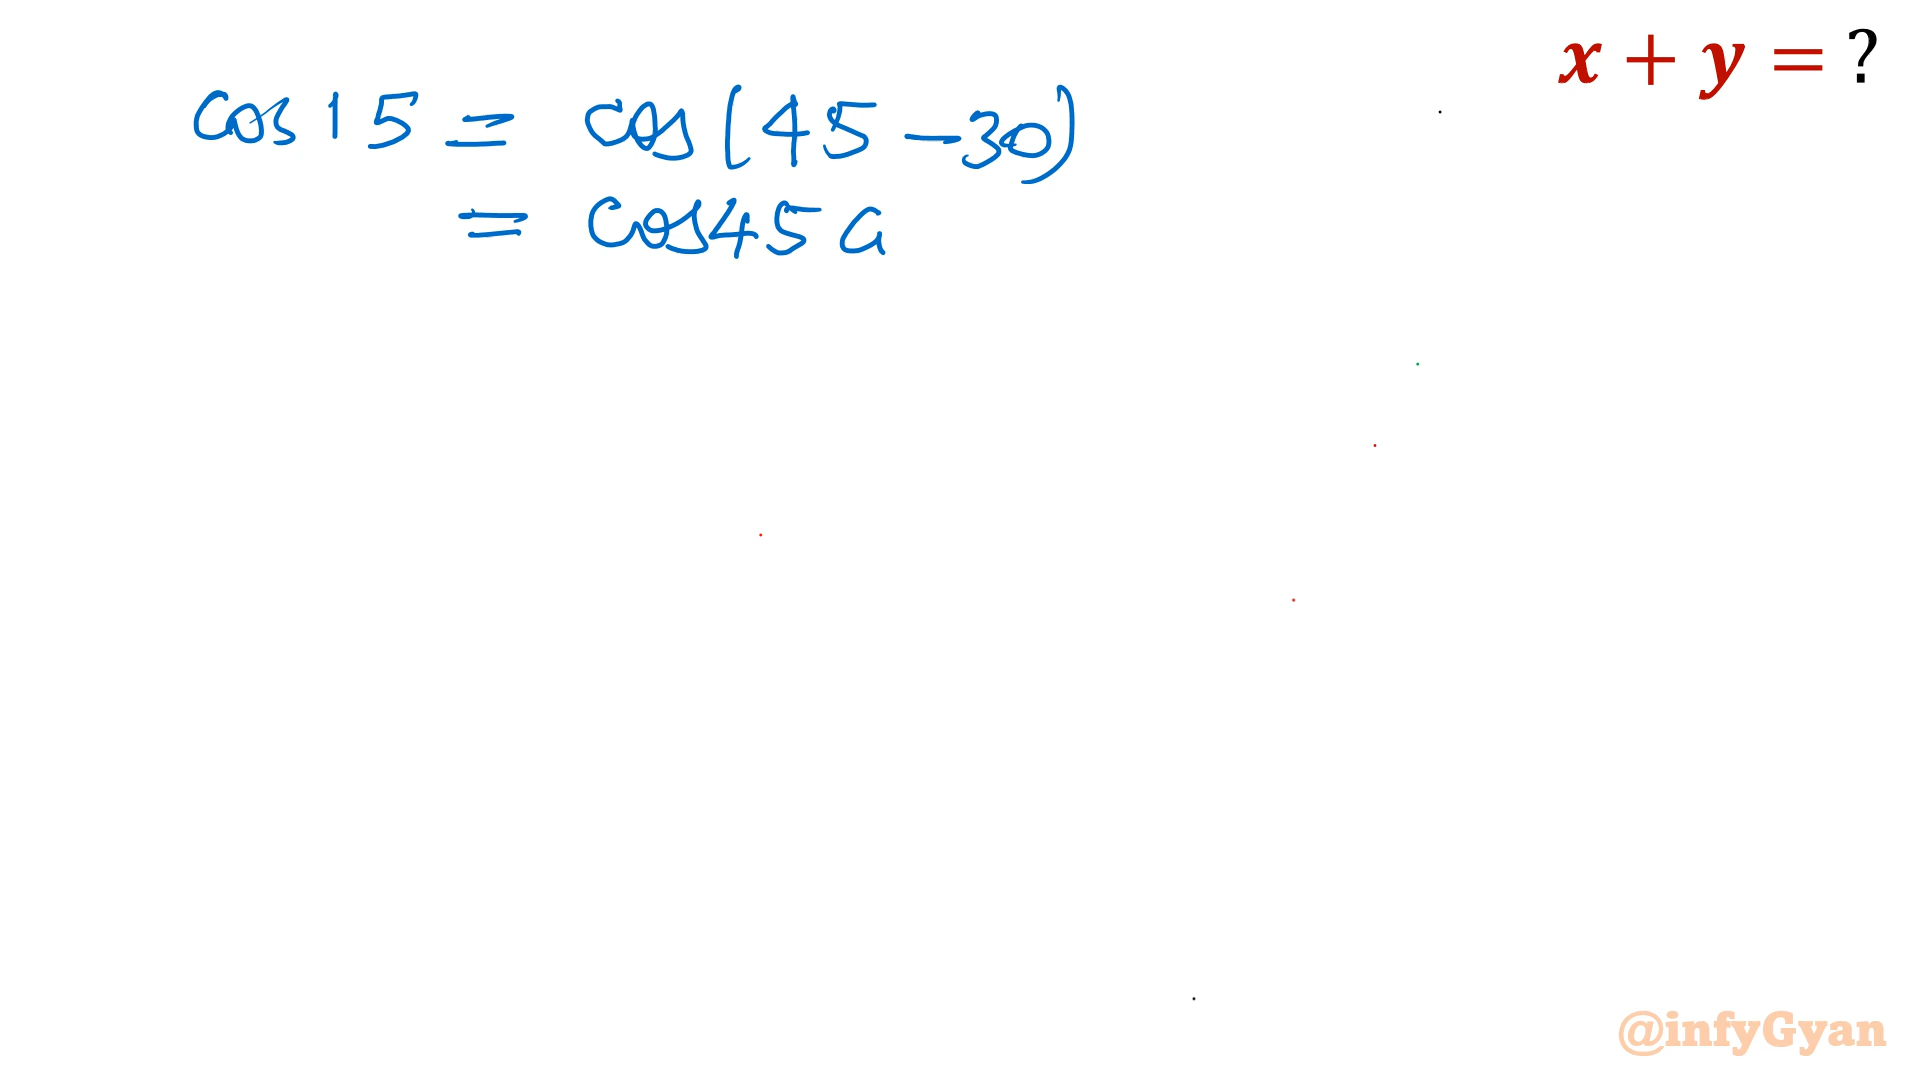 x + y = ?
cos 15 = cos(45 - 30)
= cos45 c
@infyGyan